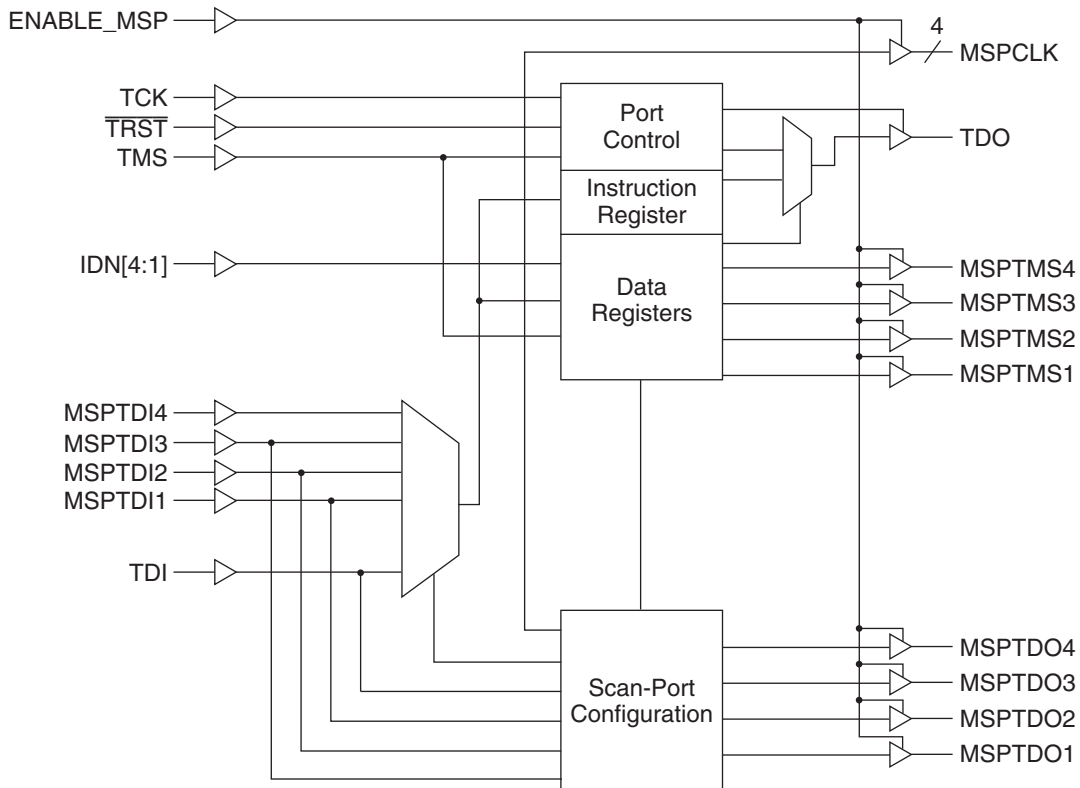 ENABLE_MSP
4
MSPCLK
TCK
TRST
TMS
Port
Control
TDO
Instruction
Register
IDN[4:1]
Data
Registers
MSPTMS4
MSPTMS3
MSPTMS2
MSPTMS1
MSPTDI4
MSPTDI3
MSPTDI2
MSPTDI1
TDI
Scan-Port
Configuration
MSPTDO4
MSPTDO3
MSPTDO2
MSPTDO1